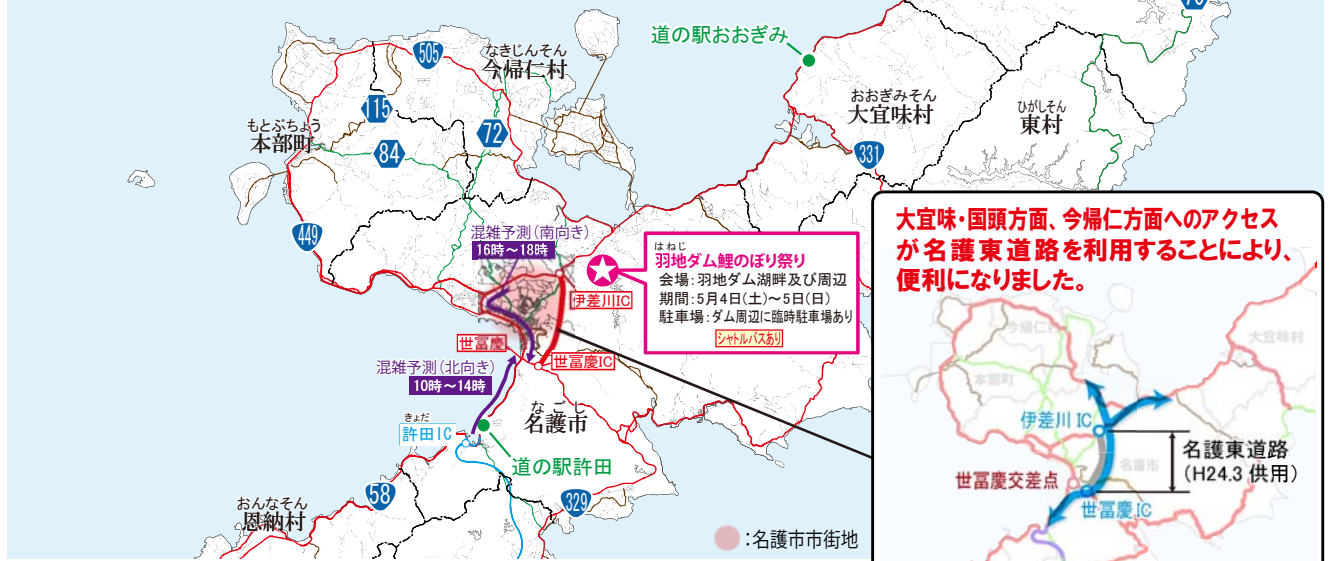 70
道の駅おおぎみ
505
なきじんそん
今帰仁村
115
おおぎみそん
大宜味村
ひがしそん
東村
もとぶちょう
本部町
72
84
331
449
混雑予測（南向き）
16時～18時
はねじ
羽地ダム鯉のぼり祭り
会場：羽地ダム湖畔及び周辺
期間：5月4日（土）～5日（日）
駐車場：ダム周辺に臨時駐車場あり
シャトルバスあり
伊差川IC
世冨慶
世冨慶IC
混雑予測（北向き）
10時～14時
なごし
名護市
きょだ
許田IC
道の駅許田
58
329
おんなそん
恩納村
：名護市市街地
大宜味・国頭方面、今帰仁方面へのアクセス
が名護東道路を利用することにより、
便利になりました。
今帰仁村
大宜味村
本部町
伊差川 IC
名護市
名護東道路
（H24.3 供用）
世冨慶交差点
世冨慶 IC